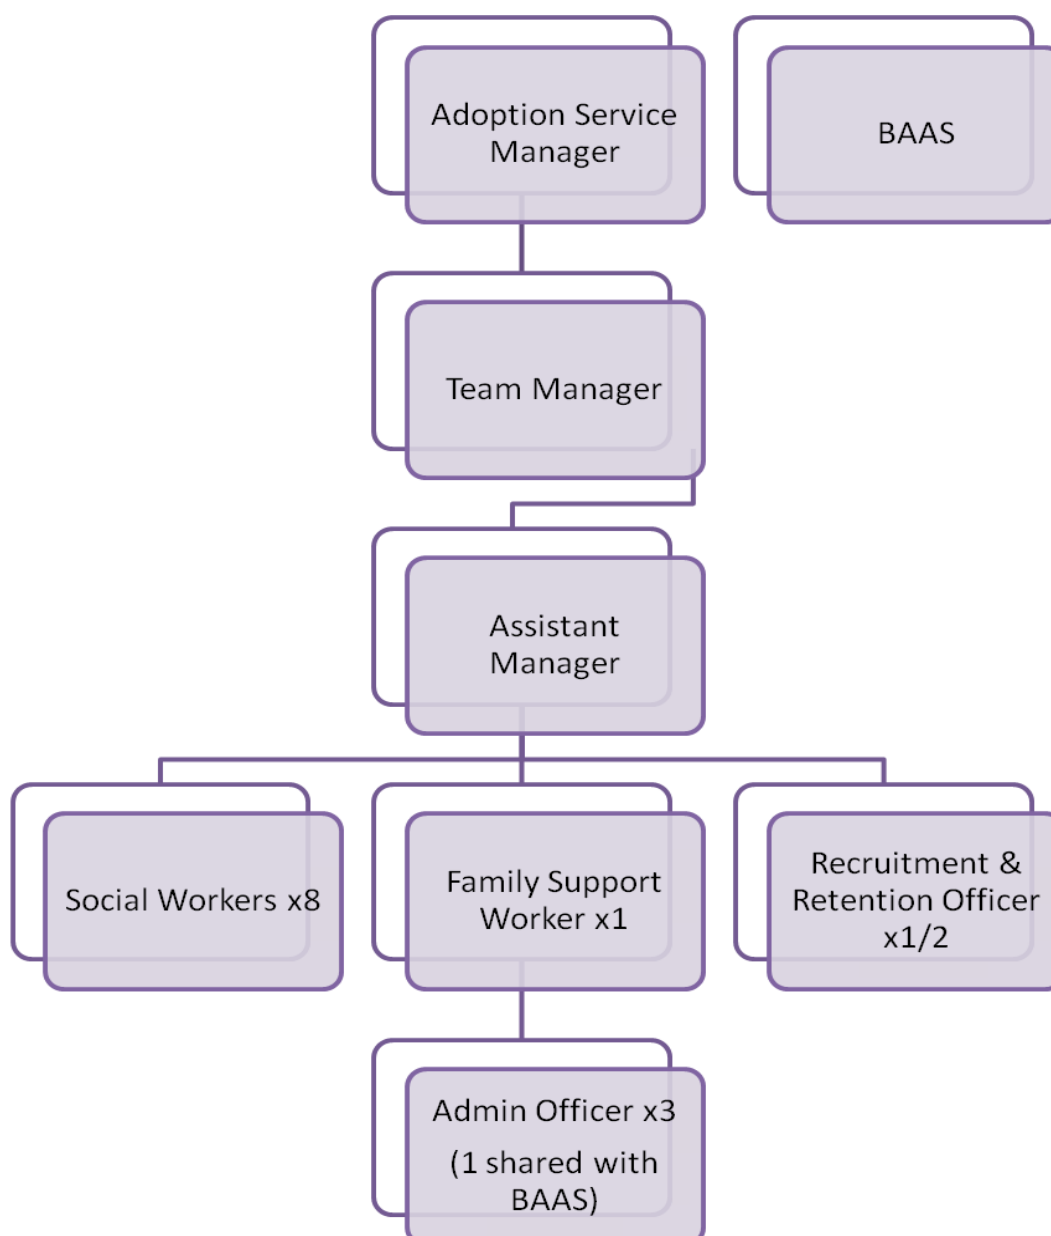 Adoption Service
Manager
BAAS
Team Manager
Assistant
Manager
Social Workers x8
Family Support
Worker x1
Recruitment &
Retention Officer
x1/2
Admin Officer x3
(1 shared with
BAAS)